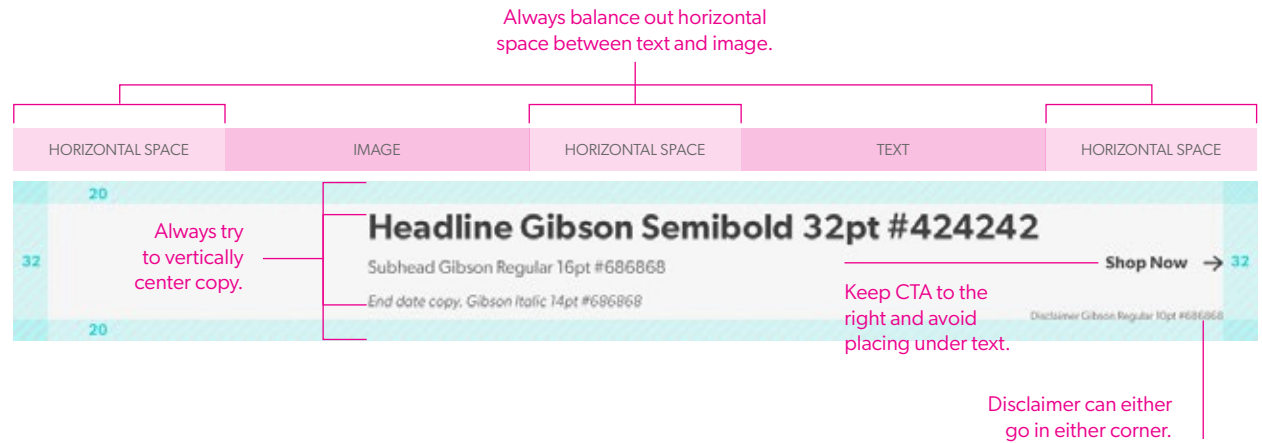 Always balance out horizontal
space between text and image.
HORIZONTAL SPACE
IMAGE
HORIZONTAL SPACE
TEXT
HORIZONTAL SPACE
20
Always try
to vertically
center copy.
32
Headline Gibson Semibold 32pt #424242
Subhead Gibson Regular 16pt #686868
End date copy. Gibson Italic 14pt #686868
Shop Now → 32
Keep CTA to the
right and avoid
placing under text.
Disclaimer Gibson Regular 10pt #686868
20
Disclaimer can either
go in either corner.